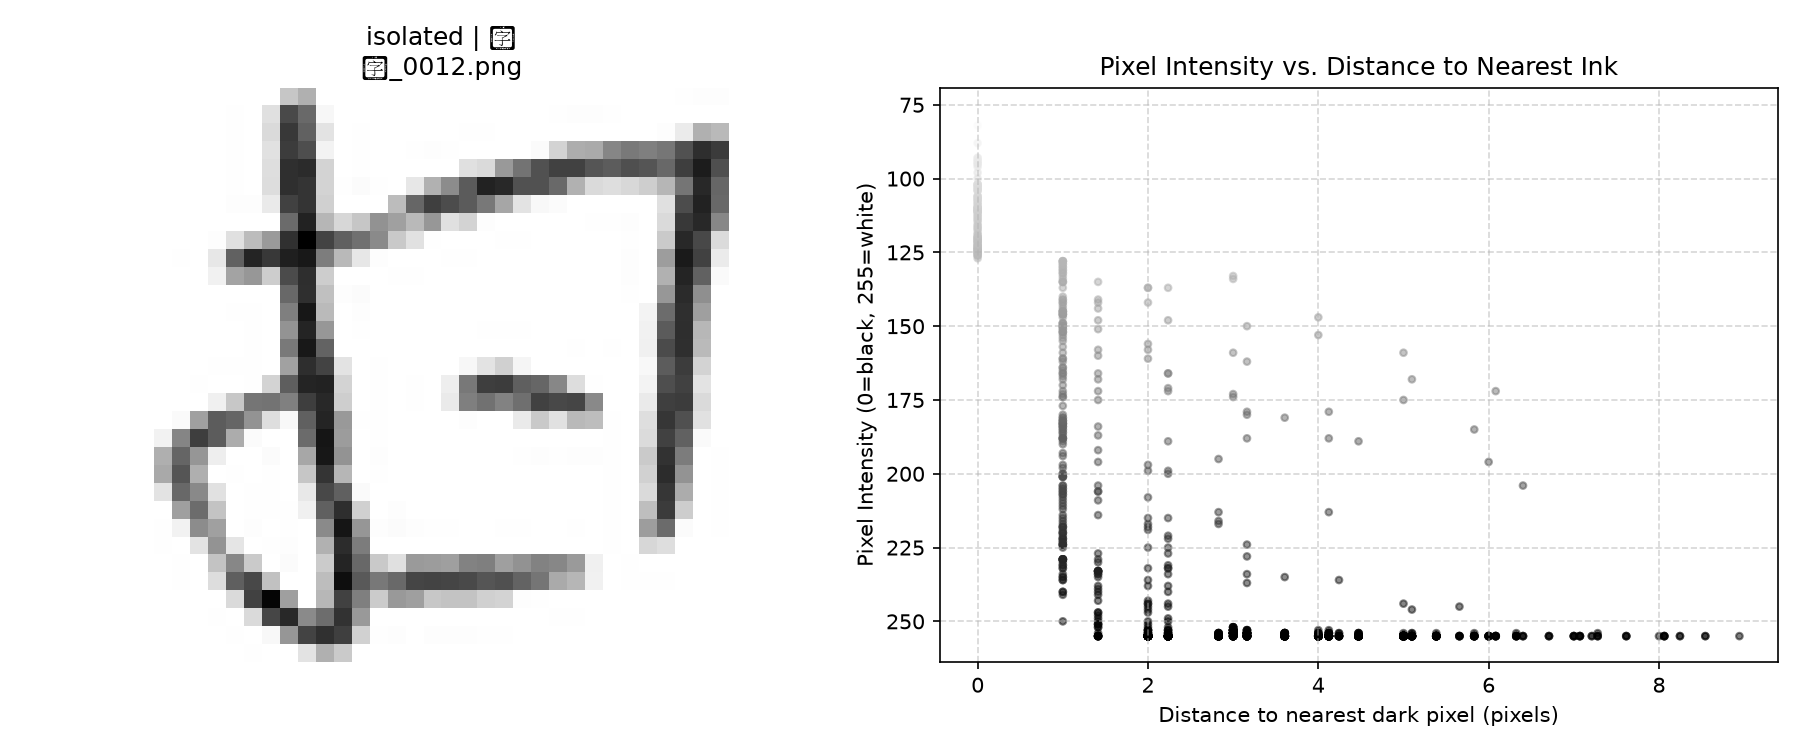 isolated |
_0012.png
Pixel Intensity vs. Distance to Nearest Ink
Pixel Intensity (0=black, 255=white)
75
100
125
150
175
200
225
250
0
2
4
6
8
Distance to nearest dark pixel (pixels)